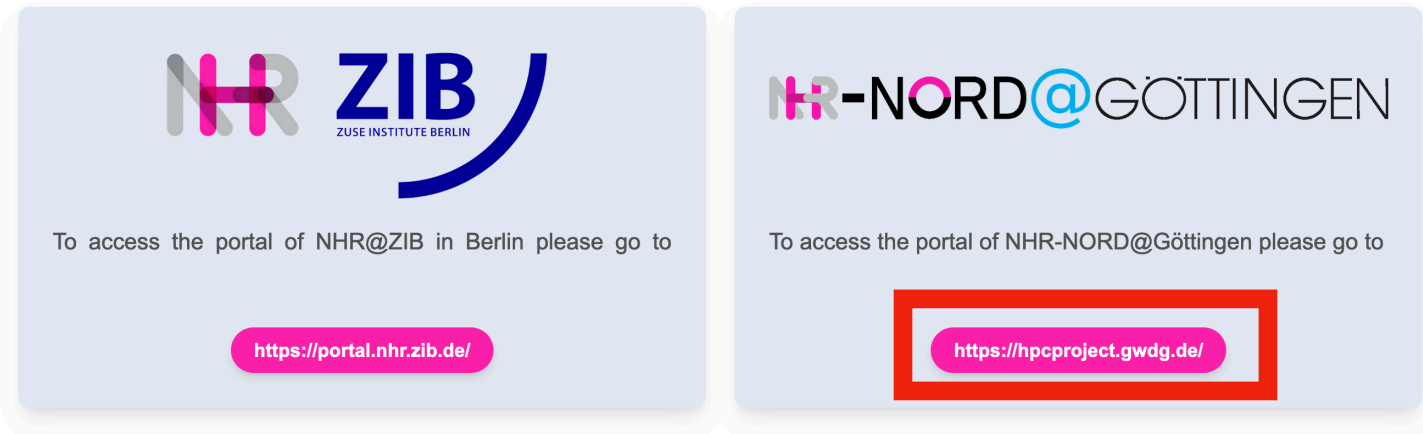 NHR ZIB
ZUSE INSTITUTE BERLIN
To access the portal of NHR@ZIB in Berlin please go to
https://portal.nhr.zib.de/
NHR-NORD@GÖTTINGEN
To access the portal of NHR-NORD@Göttingen please go to
https://hpcproject.gwdg.de/